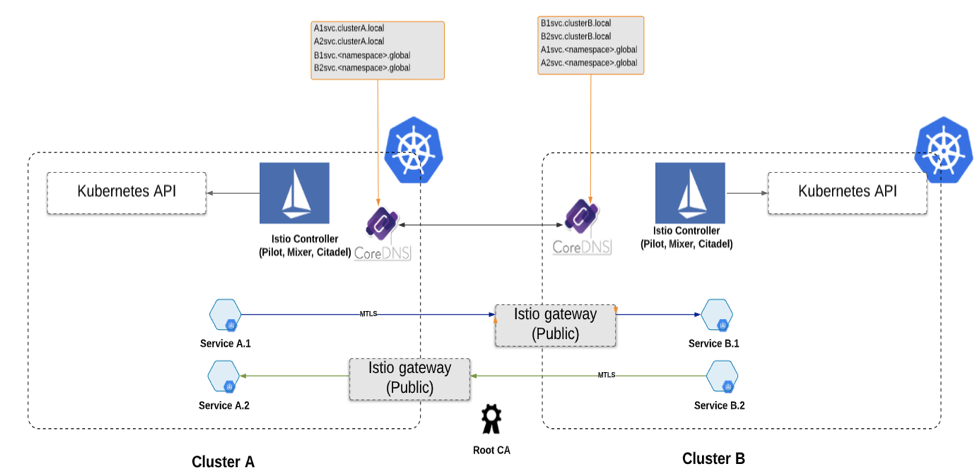 A1svc.clusterA.local
A2svc.clusterA.local
B1svc.<namespace>.global
B2svc.<namespace>.global
B1svc.clusterB.local
B2svc.clusterB.local
A1svc.<namespace>.global
A2svc.<namespace>.global
Kubernetes API
Istio Controller
(Pilot, Mixer, Citadel)
CoreDNS
CoreDNS
Istio Controller
(Pilot, Mixer, Citadel)
Kubernetes API
MTLS
Istio gateway
(Public)
Service A.1
Service B.1
Istio gateway
(Public)
MTLS
Service A.2
Service B.2
Root CA
Cluster A
Cluster B